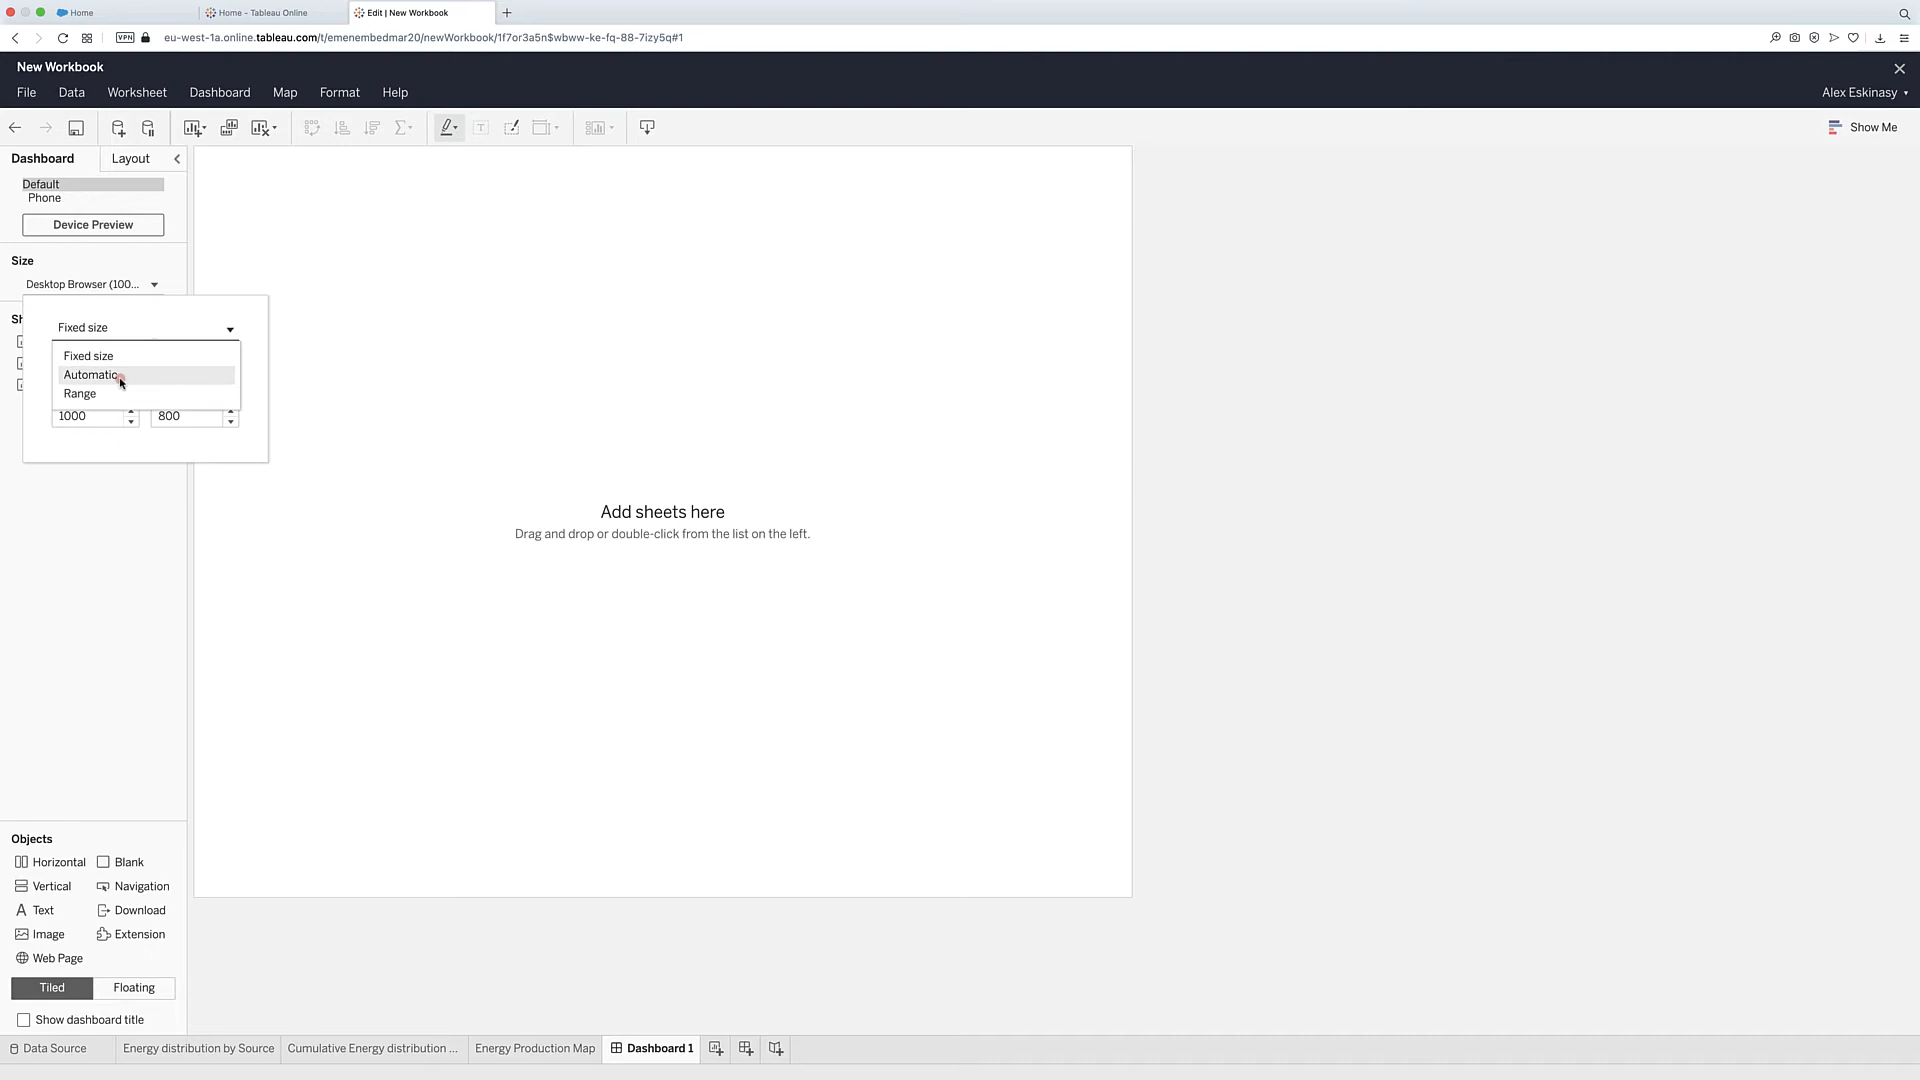 Home
Home - Tableau Online
Edit | New Workbook
VPN
eu-west-1a.online.tableau.com/t/emenembedmar20/newWorkbook/1f7or3a5n$wbww-ke-fq-88-7izy5q#1
New Workbook
File Data Worksheet Dashboard Map Format Help
Alex Eskinasy
Show Me
Dashboard Layout
Default
Phone
Device Preview
Size
Desktop Browser (100...
Sh
Fixed size
Fixed size
Automatic
Range
1000 800
Add sheets here
Drag and drop or double-click from the list on the left.
Objects
Horizontal Blank
Vertical Navigation
A Text Download
Image Extension
Web Page
Tiled Floating
Show dashboard title
Data Source Energy distribution by Source Cumulative Energy distribution ... Energy Production Map Dashboard 1